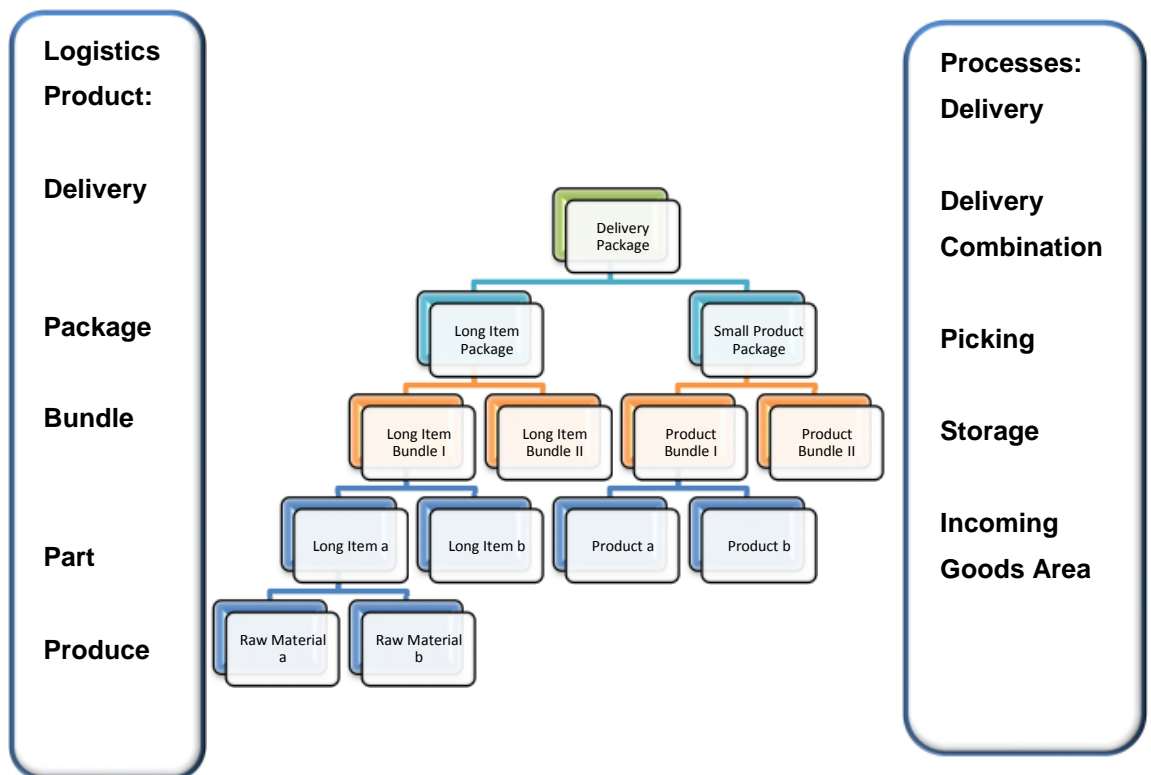 Logistics
Product:
Delivery
Package
Bundle
Part
Produce
Delivery
Package
Long Item
Package
Small Product
Package
Long Item
Bundle I
Long Item
Bundle II
Product
Bundle I
Product
Bundle II
Long Item a
Long Item b
Product a
Product b
Raw Material
a
Raw Material
b
Processes:
Delivery
Delivery
Combination
Picking
Storage
Incoming
Goods Area